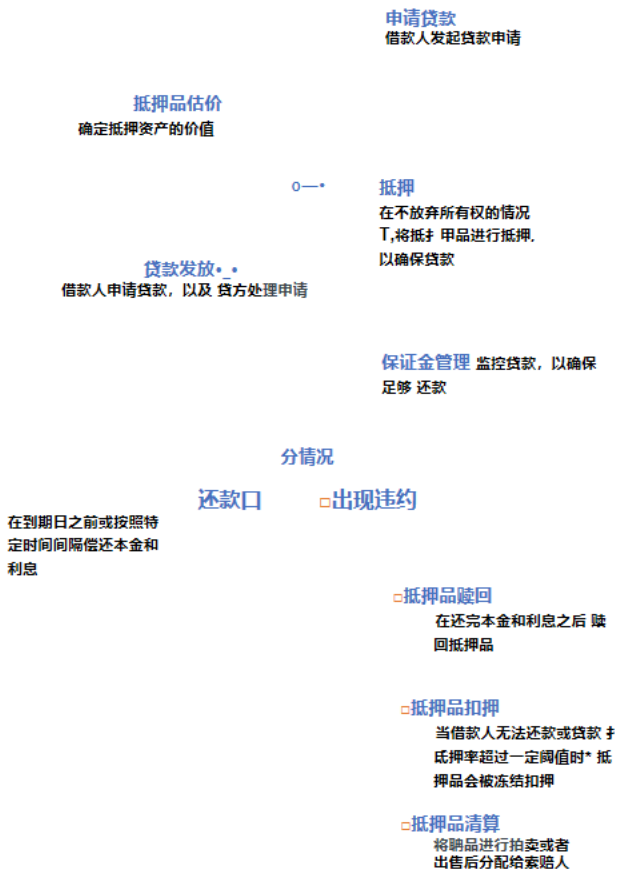 申请贷款
借款人发起贷款申请
抵押品估价
确定抵押资产的价值
o—•
抵押
在不放弃所有权的情况
T,将抵扌甲品进行抵押,
以确保贷款
贷款发放•_•
借款人申请贷款，以及 贷方处理申请
保证金管理 监控贷款，以确保
足够 还款
分情况
还款口
□出现违约
在到期日之前或按照特
定时间间隔偿还本金和
利息
□抵押品赎回
在还完本金和利息之后 赎
回抵押品
□抵押品扣押
当借款人无法还款或贷款 扌
氐押率超过一定阈值时* 抵
押品会被冻结扣押
□抵押品清算
将聃品进行拍卖或者
出售后分配给索赔人